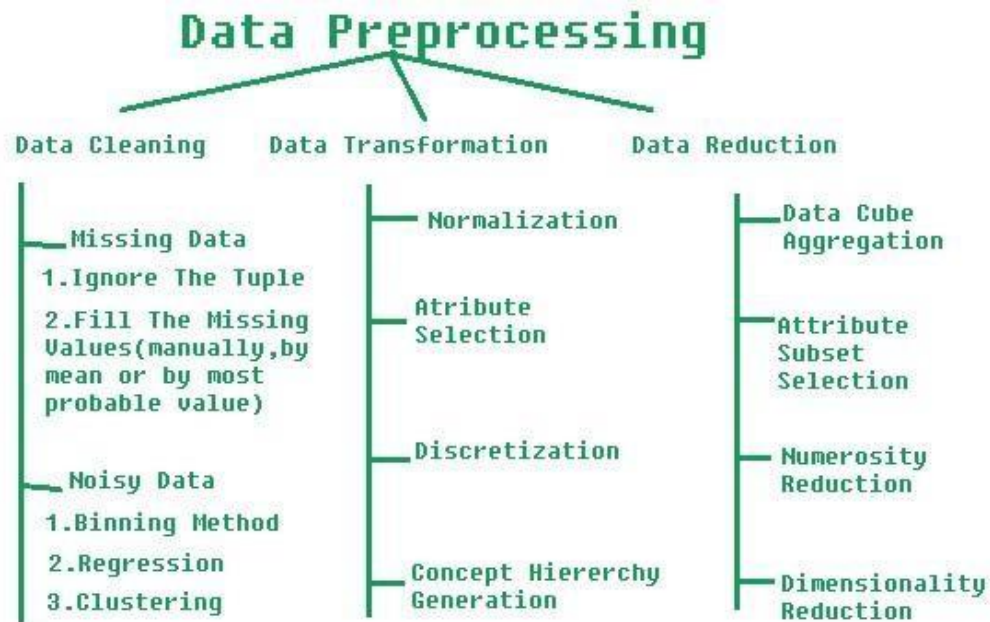 Data Preprocessing
Data Cleaning
Missing Data
1.Ignore The Tuple
2.Fill The Missing
Values(manually,by
mean or by most
probable value)
Noisy Data
1.Binning Method
2.Regression
3.Clustering
Data Transformation
Normalization
Atribute
Selection
Discretization
Concept Hiererchy
Generation
Data Reduction
Data Cube
Aggregation
Attribute
Subset
Selection
Numerosity
Reduction
Dimensionality
Reduction